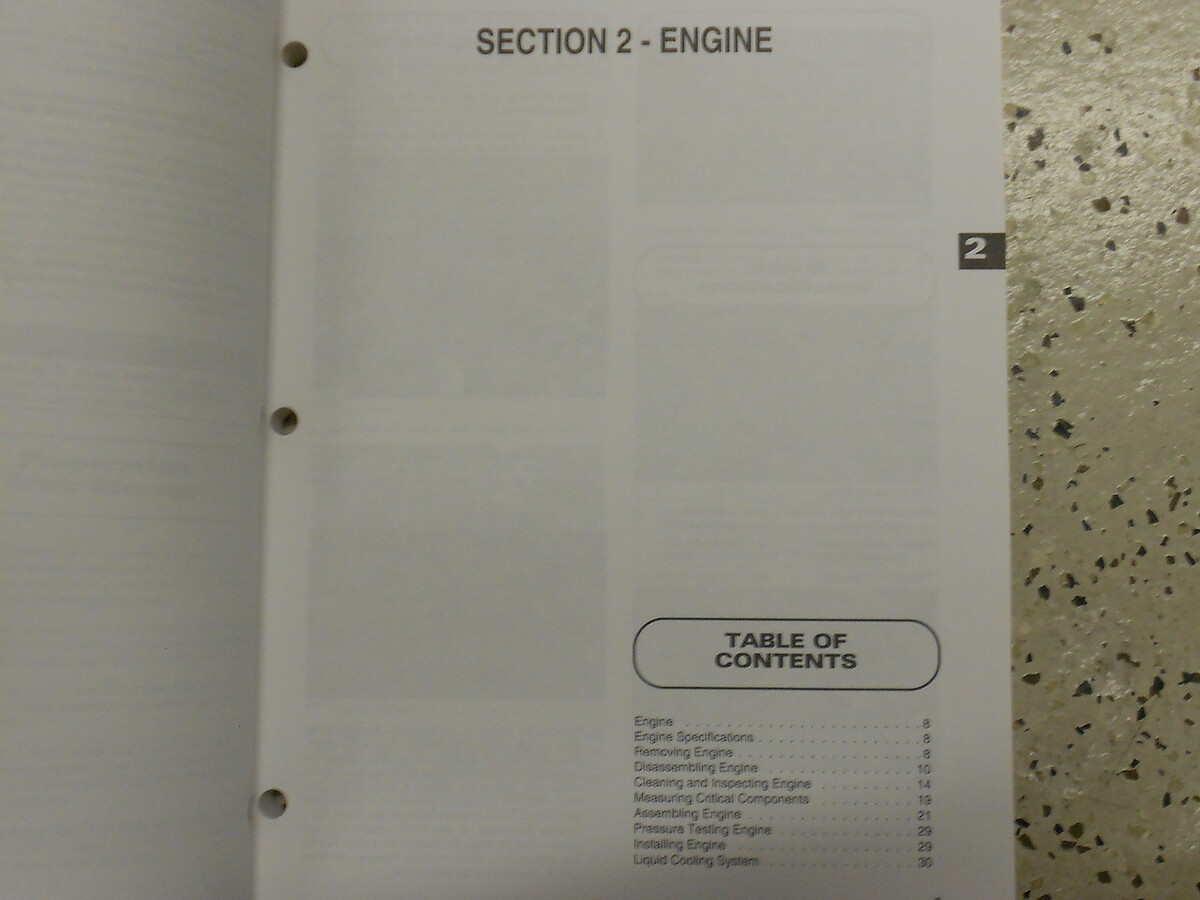 SECTION 2 - ENGINE
2
TABLE OF
CONTENTS
Engine . . . . . . . . . . . . . . . . . . . . . . . . 8
Engine Specifications . . . . . . . . . . . . . . . 8
Removing Engine . . . . . . . . . . . . . . . . . 8
Disassembling Engine . . . . . . . . . . . . . . 10
Cleaning and Inspecting Engine . . . . . . . . . 14
Measuring Critical Components . . . . . . . . . 19
Assembling Engine . . . . . . . . . . . . . . . . 21
Pressure Testing Engine . . . . . . . . . . . . . 29
Installing Engine . . . . . . . . . . . . . . . . . 29
Liquid Cooling System . . . . . . . . . . . . . . 30